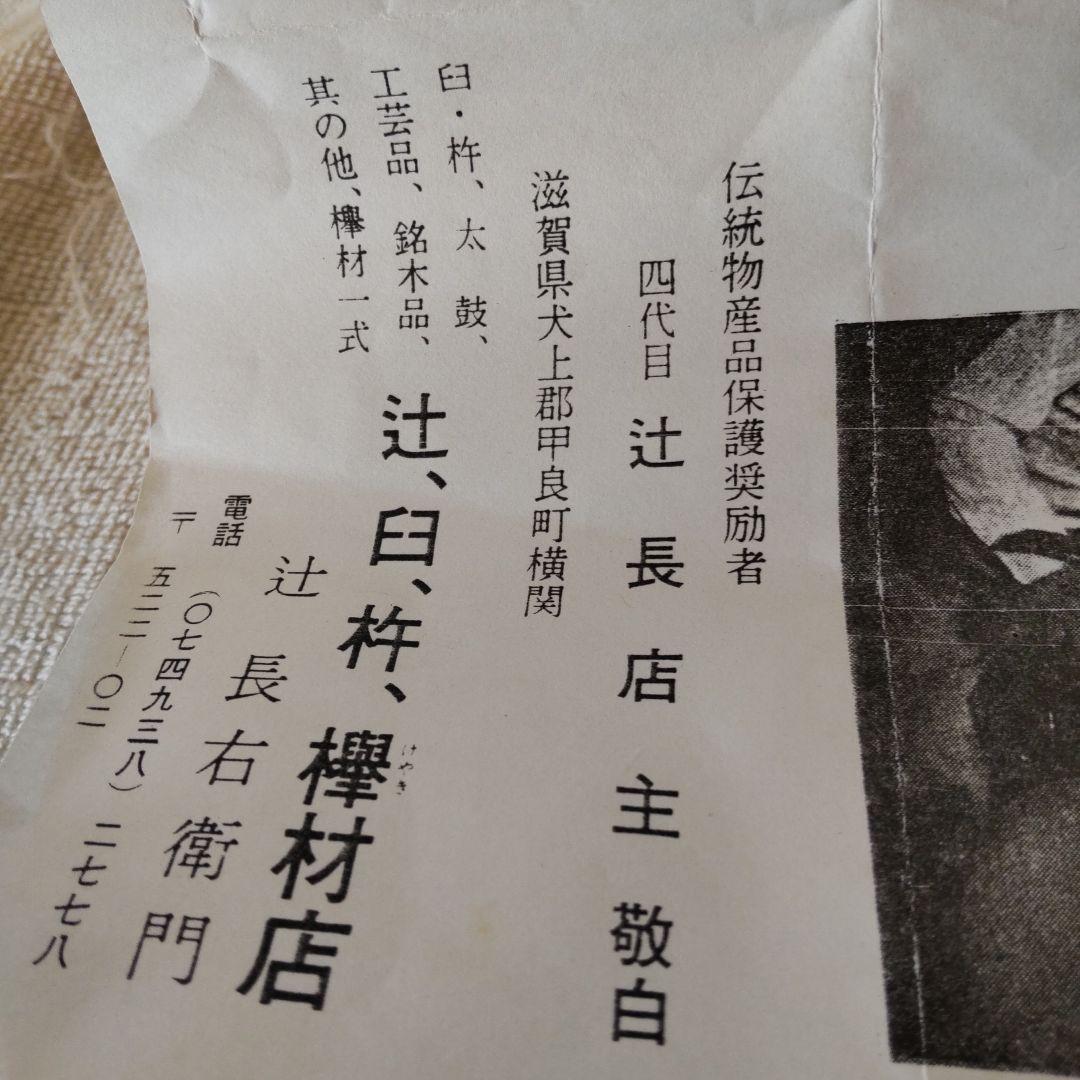 伝統物産品保護奨励者
四代目 辻長店主 敬白
滋賀県犬上郡甲良町横関
臼・杵、太鼓、
工芸品、銘木品、
其の他、欅材一式
辻、臼、杵、欅材店
けやき
辻長右衛門
電話(〇七四九三八)二七七八
〒五二二―〇二